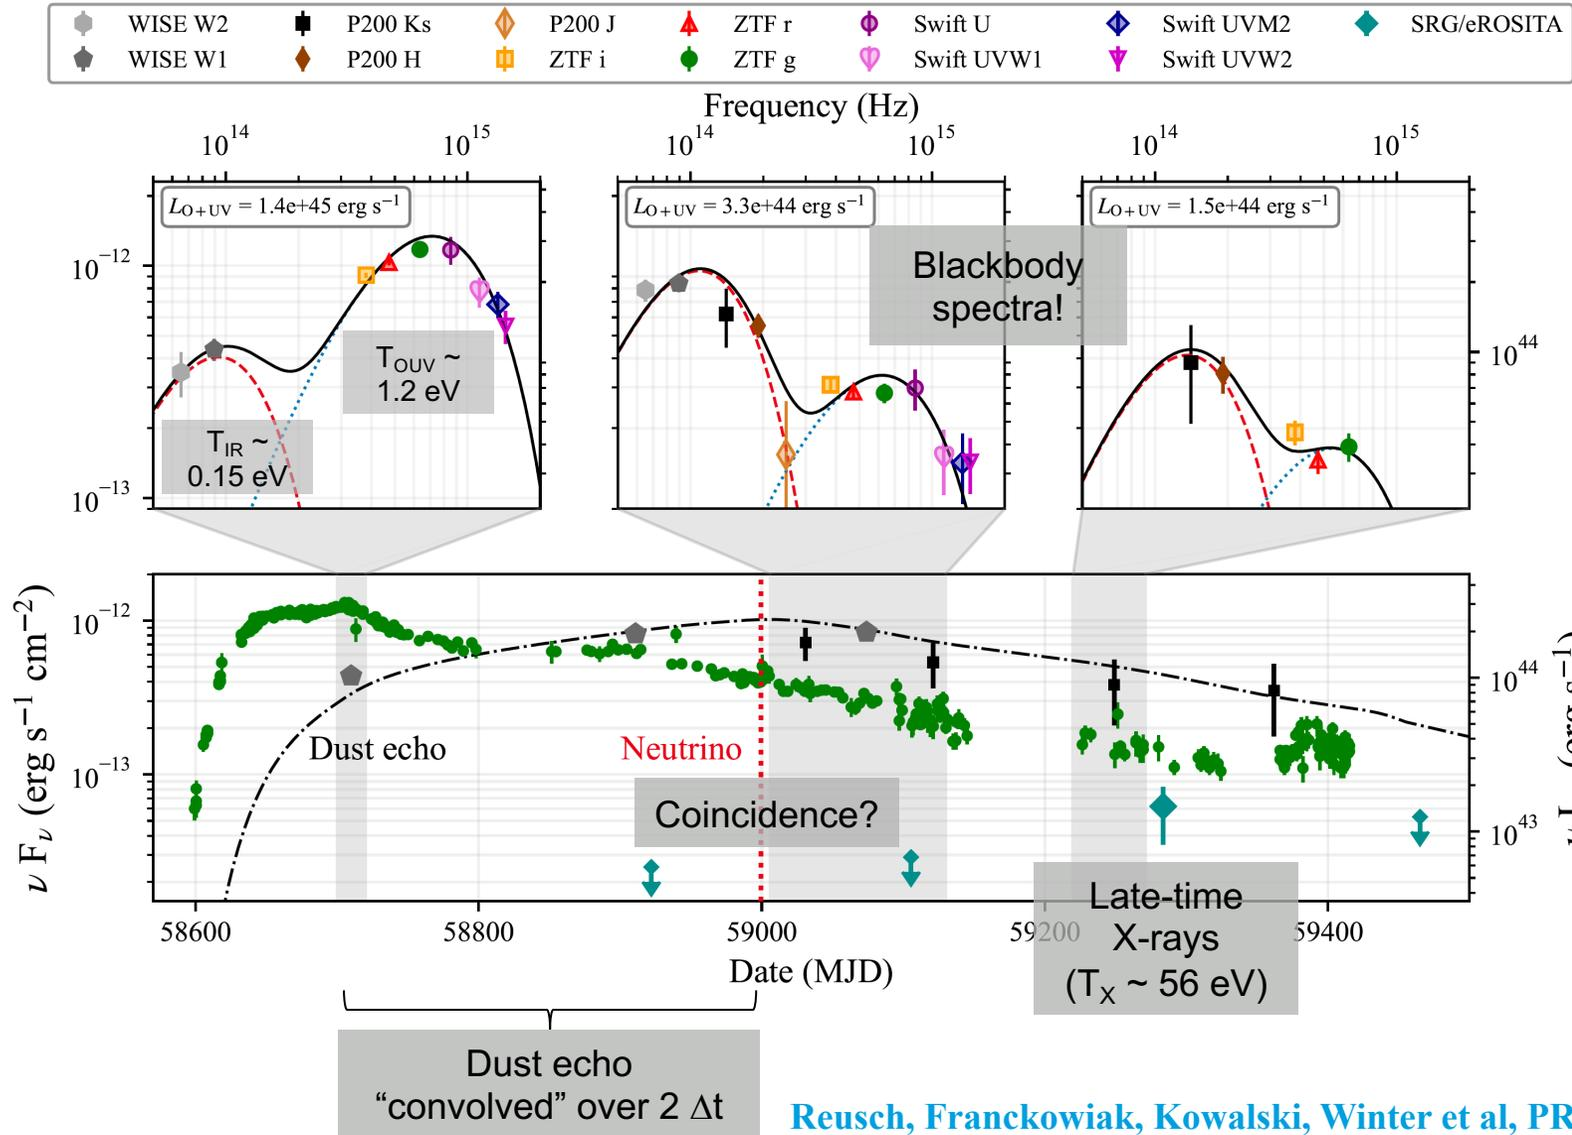 WISE W2 P200 Ks P200 J ZTF r Swift U Swift UVM2 SRG/eROSITA
WISE W1 P200 H ZTF i ZTF g Swift UVW1 Swift UVW2
Frequency (Hz)
10^14 10^15 10^14 10^15 10^14 10^15
L_O+UV = 1.4e+45 erg s^−1 L_O+UV = 3.3e+44 erg s^−1 L_O+UV = 1.5e+44 erg s^−1
10^−12
Blackbody
spectra!
10^44
T_OUV ~
1.2 eV
T_IR ~
0.15 eV
10^−13
10^−12
10^44
Dust echo Neutrino
10^−13
Coincidence?
10^43
ν F_ν (erg s^−1 cm^−2)
(erg s^−1)
58600 58800 59000 59200 59400
Date (MJD)
Late-time
X-rays
(T_X ~ 56 eV)
Dust echo
“convolved” over 2 Δt
Reusch, Franckowiak, Kowalski, Winter et al, PR